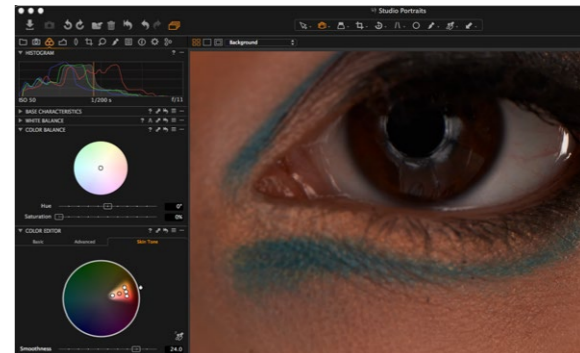 Studio Portraits
Background
HISTOGRAM
ISO 50 1/200 s f/11
BASE CHARACTERISTICS
WHITE BALANCE
COLOR BALANCE
Hue 0°
Saturation 0%
COLOR EDITOR
Basic Advanced Skin Tone
Smoothness 24.0